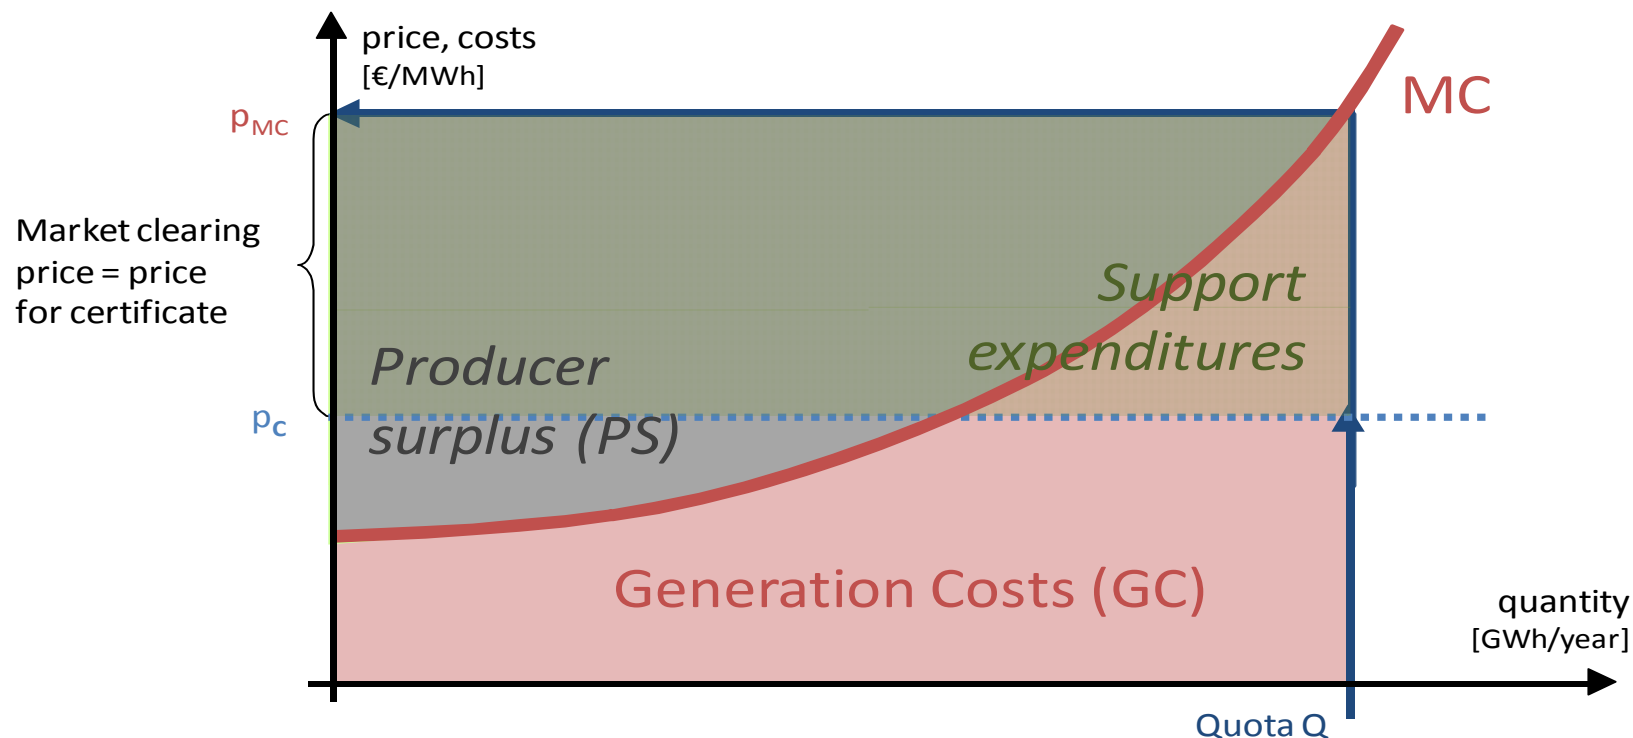 price, costs
[€/MWh]
MC
pMC
Market clearing
price = price
for certificate
Support
expenditures
Producer
surplus (PS)
pc
Generation Costs (GC)
quantity
[GWh/year]
Quota Q